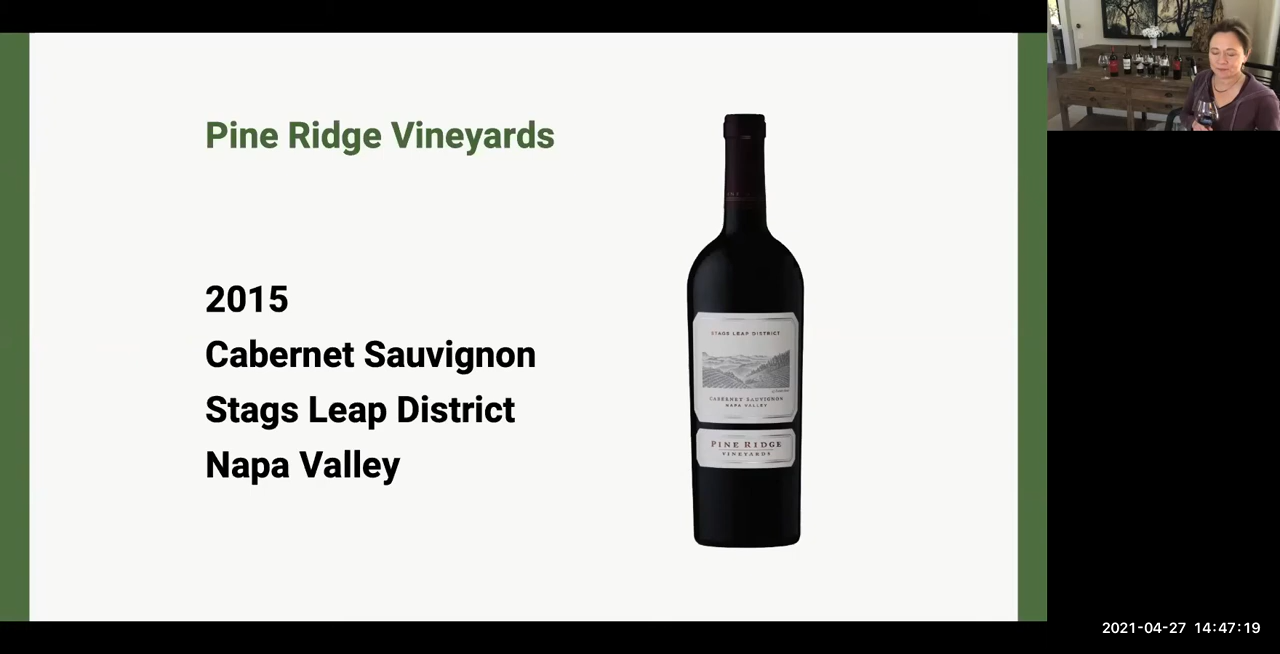 Pine Ridge Vineyards
2015
Cabernet Sauvignon
Stags Leap District
Napa Valley
STAGS LEAP DISTRICT
CABERNET SAUVIGNON
NAPA VALLEY
PINE RIDGE
VINEYARDS
2021-04-27 14:47:19